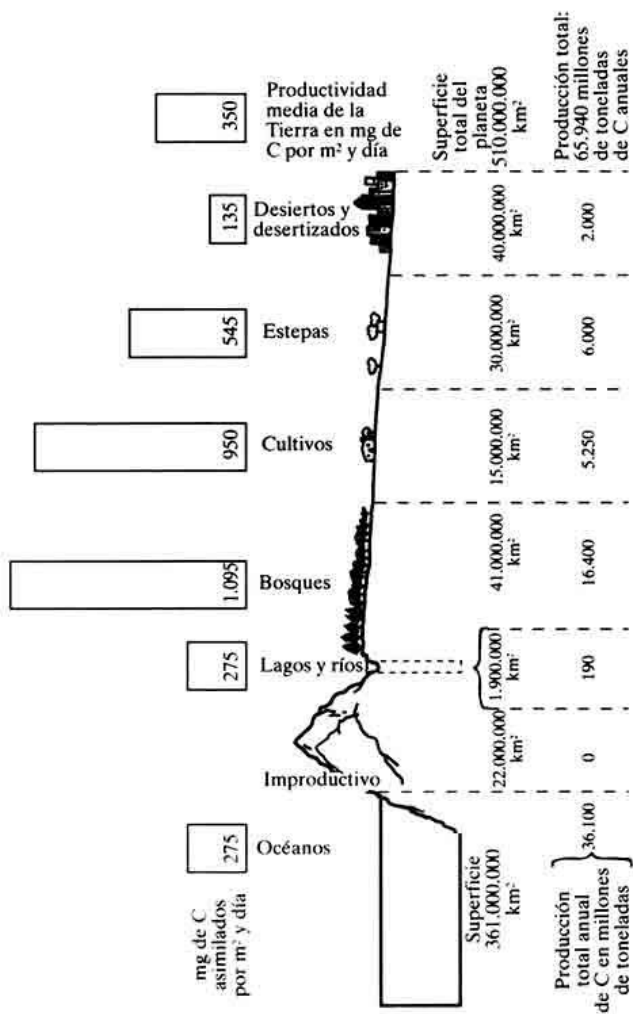 mg de C
asimilados
por m² y día
275
275
1.095
950
545
135
350
Océanos
Improductivo
Lagos y ríos
Bosques
Cultivos
Estepas
Desiertos y
desertizados
Productividad
media de la
Tierra en mg de
C por m² y día
Superficie
361.000.000
km²
22.000.000
km²
1.900.000
km²
41.000.000
km²
15.000.000
km²
30.000.000
km²
40.000.000
km²
Superficie
total del
planeta
510.000.000
km²
Producción
total anual
de C en millones
de toneladas
36.100
0
190
16.400
5.250
6.000
2.000
Producción total:
65.940 millones
de toneladas
de C anuales